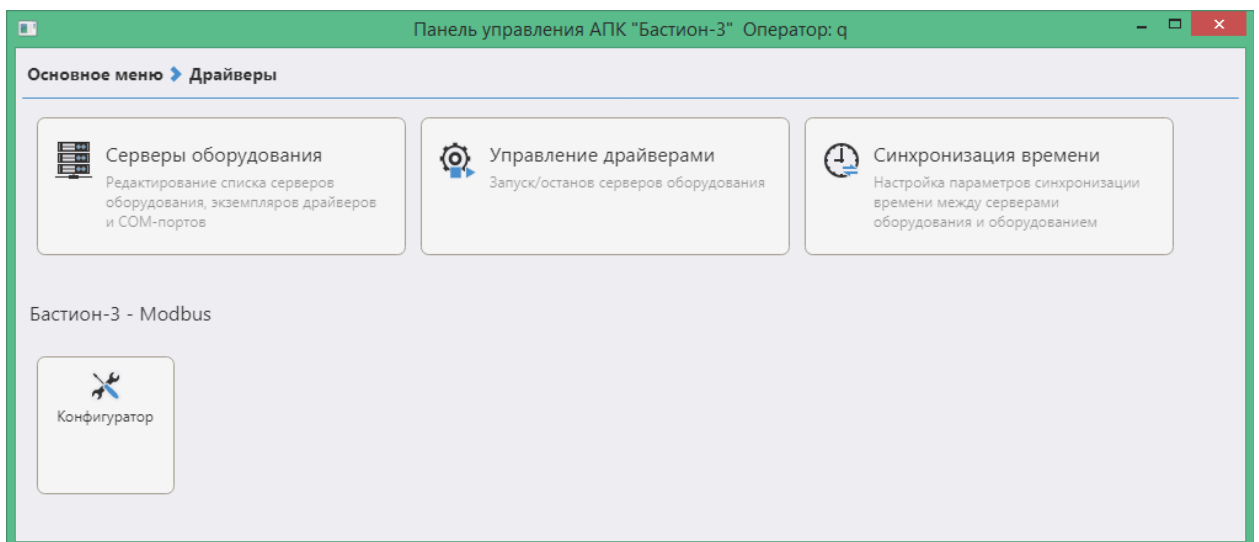 Панель управления АПК "Бастион-3" Оператор: q
Основное меню Драйверы
Серверы оборудования
Редактирование списка серверов
оборудования, экземпляров драйверов
и COM-портов
Управление драйверами
Запуск/останов серверов оборудования
Синхронизация времени
Настройка параметров синхронизации
времени между серверами
оборудования и оборудованием
Бастион-3 - Modbus
Конфигуратор